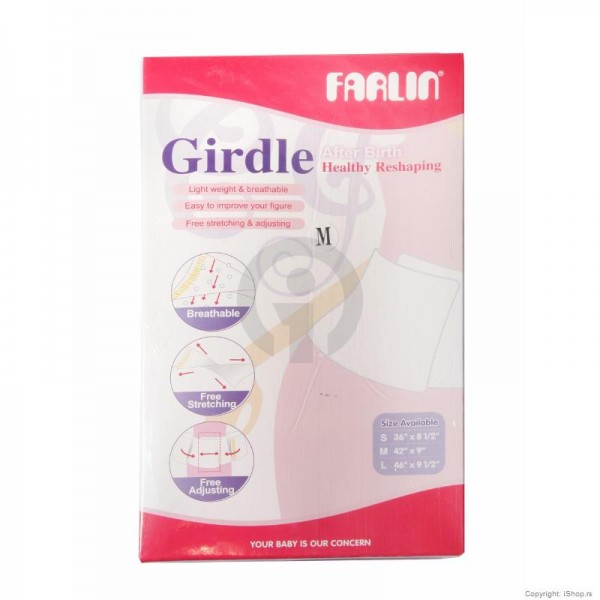 FARLIN®
Girdle
After Birth
Healthy Reshaping
Light weight & breathable
Easy to improve your figure
Free stretching & adjusting
M
Breathable
Free
Stretching
Free
Adjusting
Size Available
S 36" x 8 1/2"
M 42" x 9"
L 46" x 9 1/2"
YOUR BABY IS OUR CONCERN
Copyright: iShop.rs